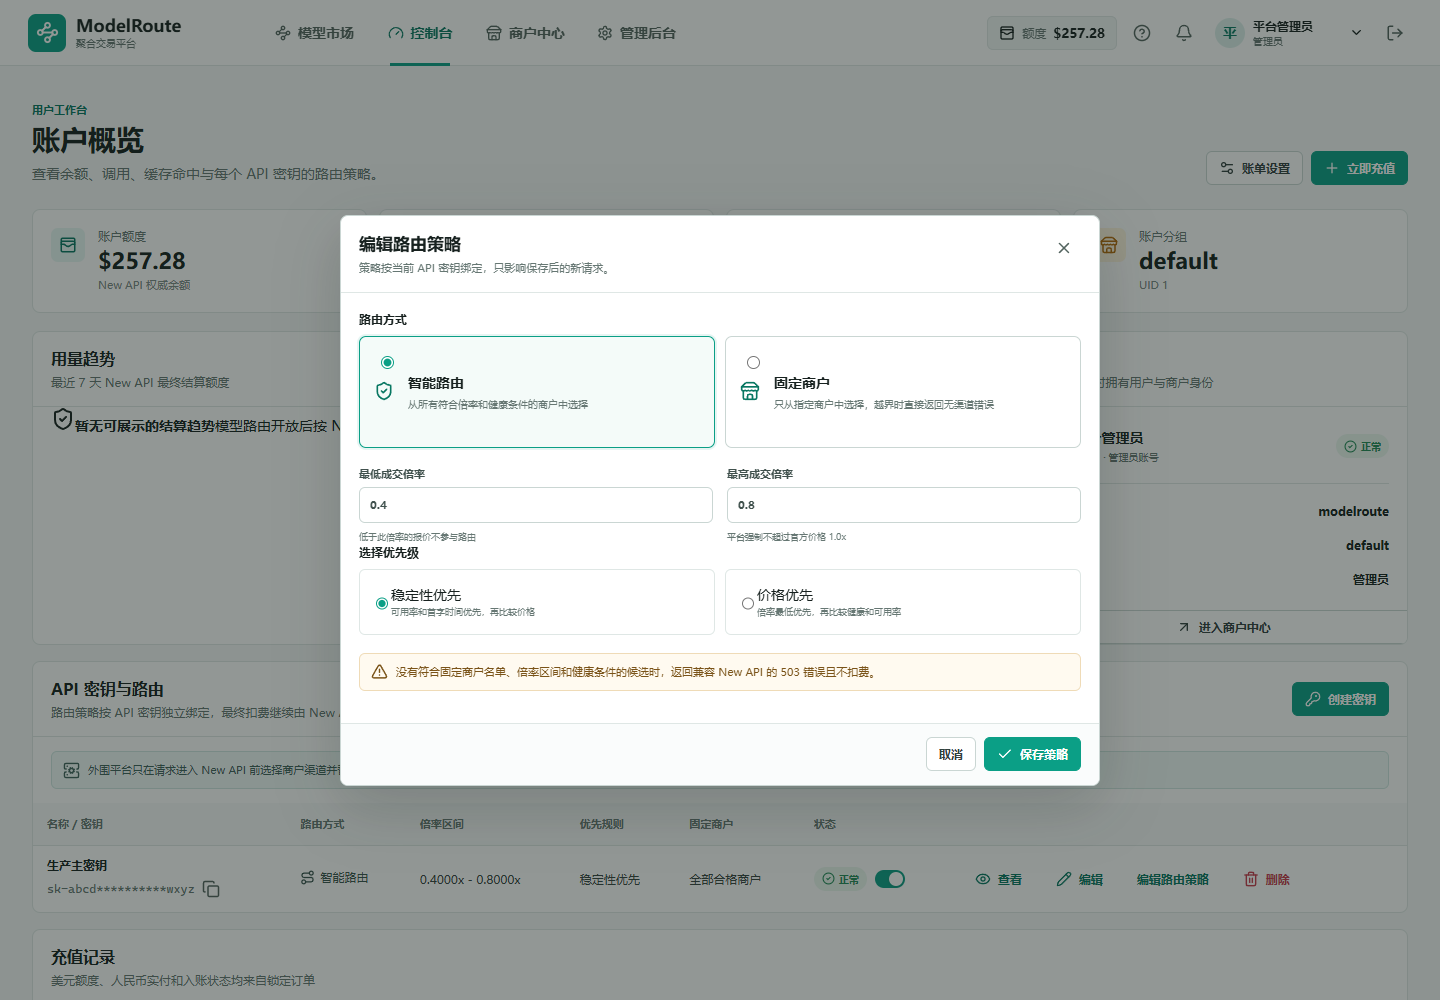 ModelRoute
聚合交易平台
模型市场
控制台
商户中心
管理后台
额度 $257.28
平
平台管理员
管理员
用户工作台
账户概览
查看余额、调用、缓存命中与每个 API 密钥的路由策略。
账单设置
立即充值
账户额度
$257.28
New API 权威余额
账户分组
default
UID 1
用量趋势
最近 7 天 New API 最终结算额度
拥有用户与商户身份
暂无可展示的结算趋势模型路由开放后按
管理员
· 管理员账号
正常
modelroute
default
管理员
进入商户中心
编辑路由策略
策略按当前 API 密钥绑定，只影响保存后的新请求。
路由方式
智能路由
从所有符合倍率和健康条件的商户中选择
固定商户
只从指定商户中选择，越界时直接返回无渠道错误
最低成交倍率
最高成交倍率
0.4
0.8
低于此倍率的报价不参与路由
平台强制不超过官方价格 1.0x
选择优先级
稳定性优先
可用率和首字时间优先，再比较价格
价格优先
倍率最低优先，再比较健康和可用率
没有符合固定商户名单、倍率区间和健康条件的候选时，返回兼容 New API 的 503 错误且不扣费。
取消
保存策略
API 密钥与路由
路由策略按 API 密钥独立绑定，最终扣费继续由 New
创建密钥
外围平台只在请求进入 New API 前选择商户渠道并
名称 / 密钥
路由方式
倍率区间
优先规则
固定商户
状态
生产主密钥
sk-abcd**********wxyz
智能路由
0.4000x - 0.8000x
稳定性优先
全部合格商户
正常
查看
编辑
编辑路由策略
删除
充值记录
美元额度、人民币实付和入账状态均来自锁定订单